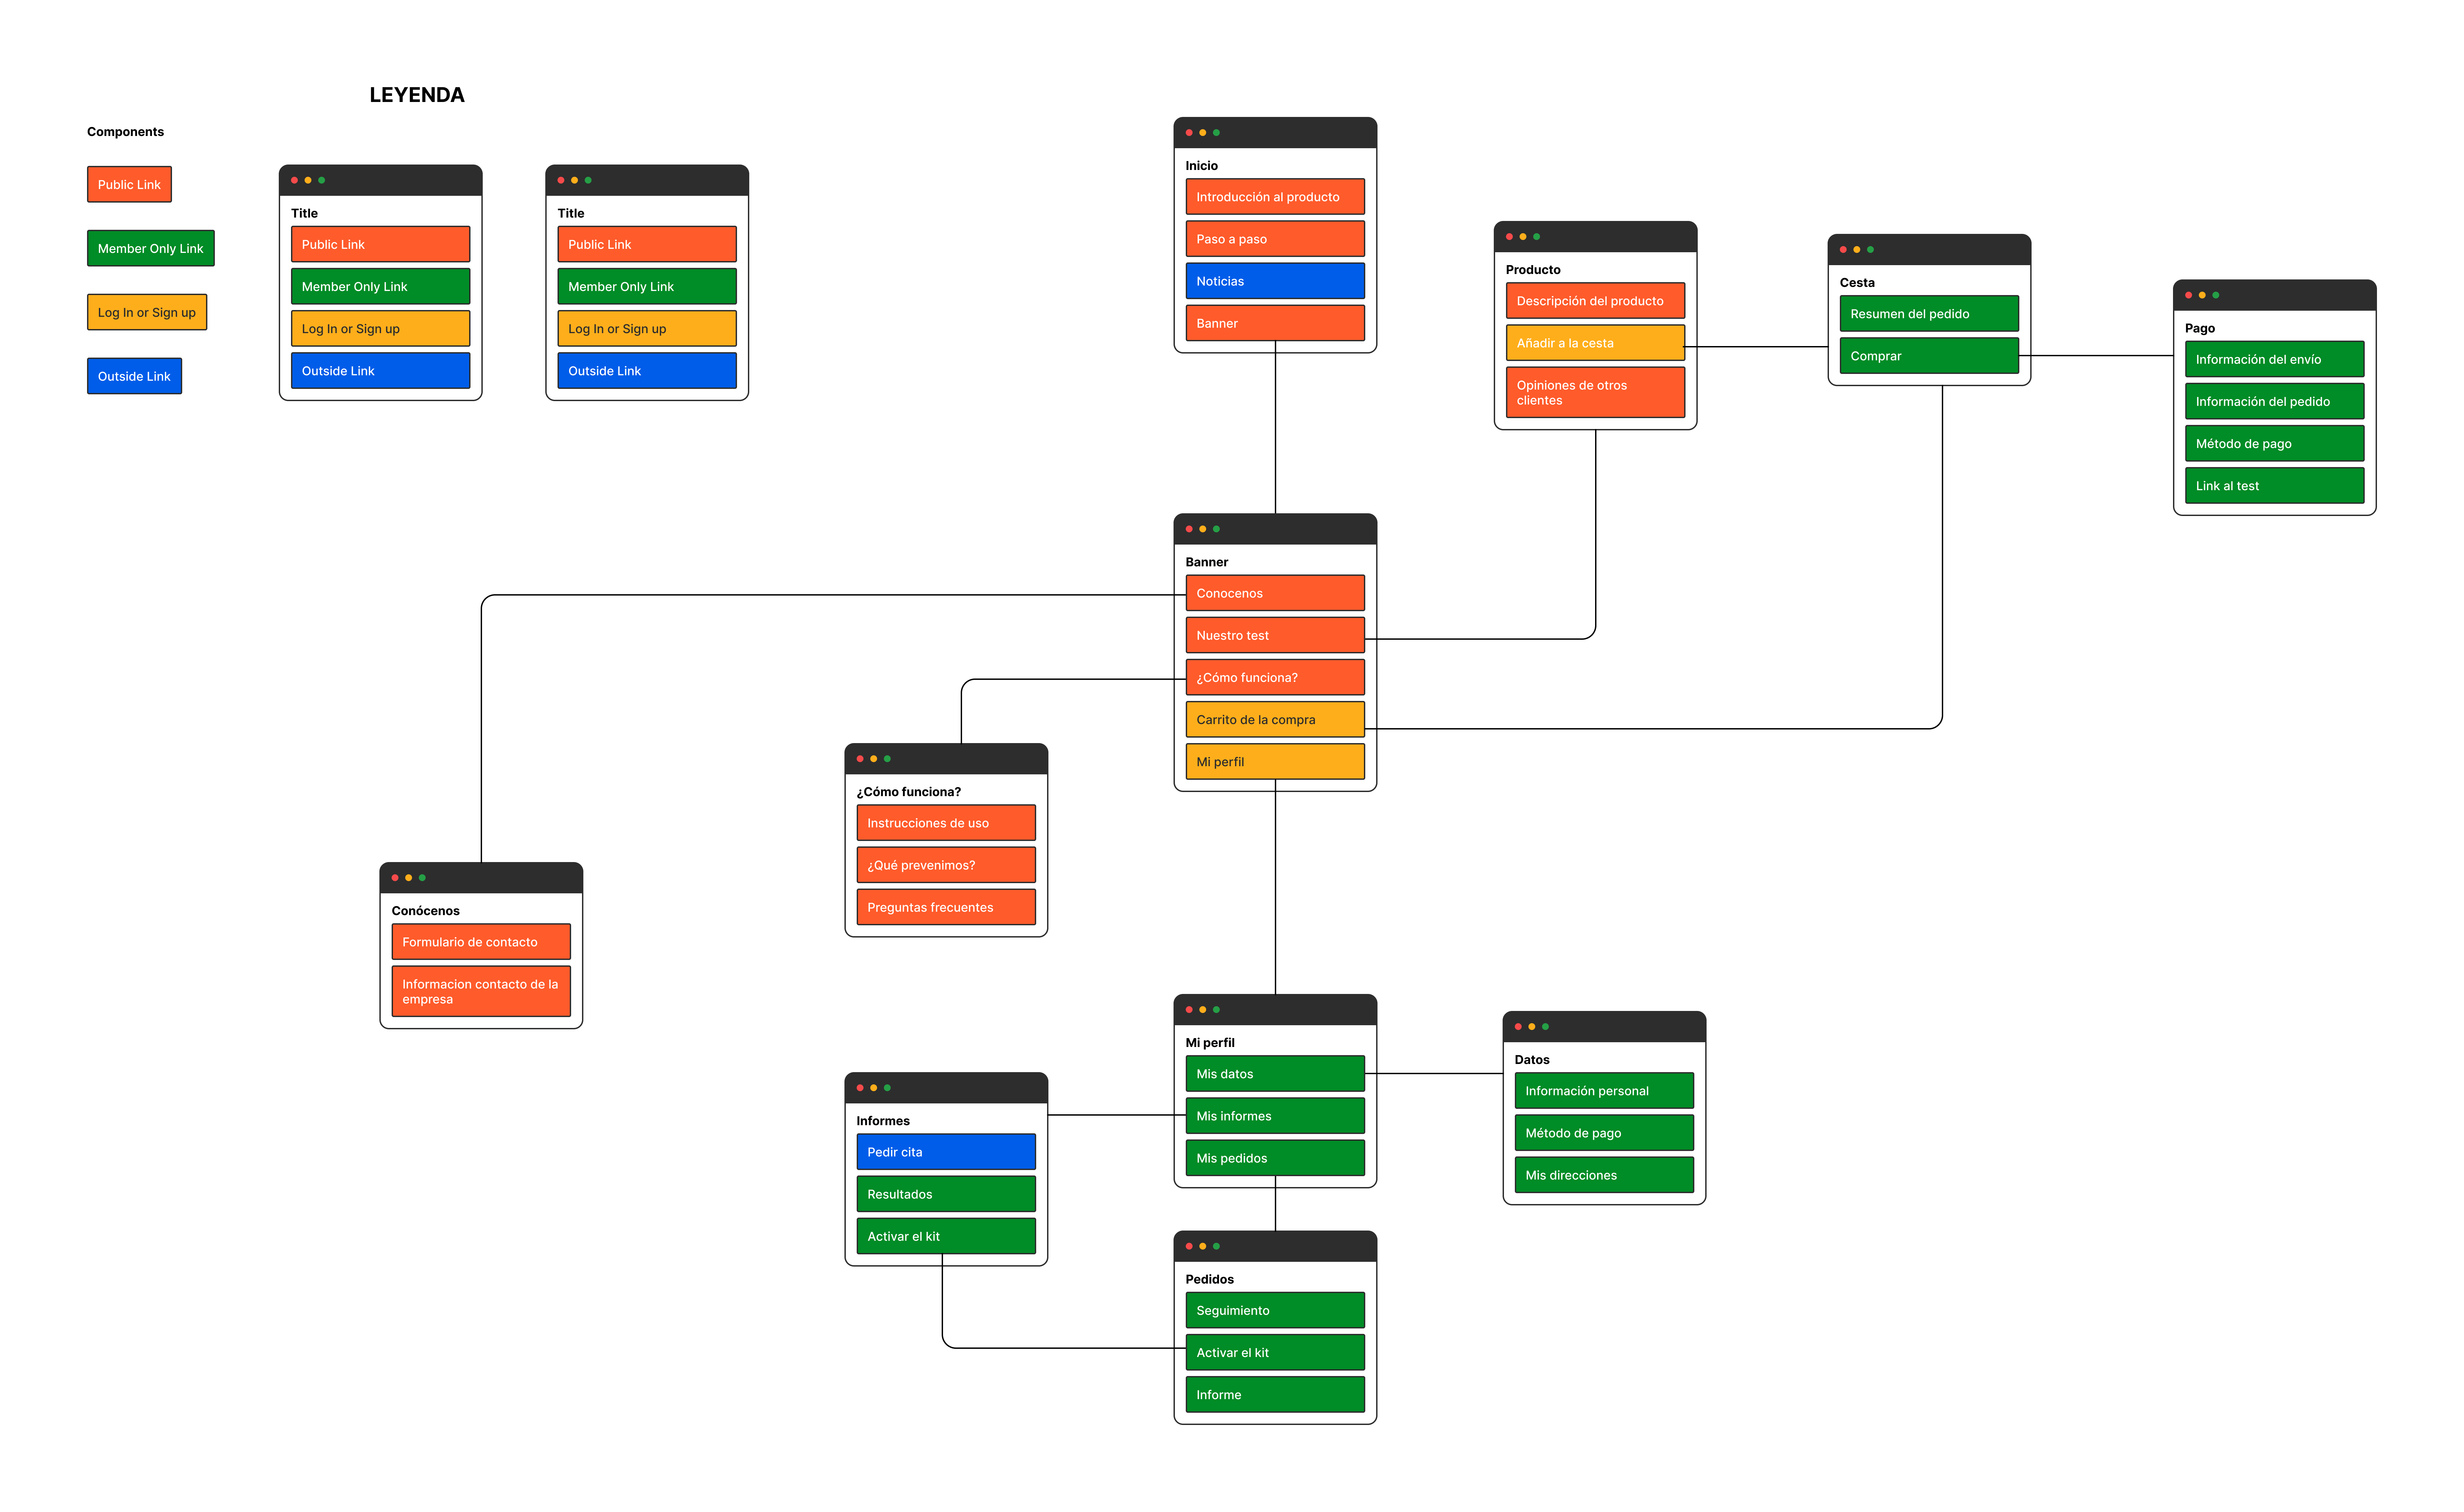 LEYENDA
Components
Public Link
Member Only Link
Log In or Sign up
Outside Link
Title
Public Link
Member Only Link
Log In or Sign up
Outside Link
Title
Public Link
Member Only Link
Log In or Sign up
Outside Link
Inicio
Introducción al producto
Paso a paso
Noticias
Banner
Producto
Descripción del producto
Añadir a la cesta
Opiniones de otros
clientes
Cesta
Resumen del pedido
Comprar
Pago
Información del envío
Información del pedido
Método de pago
Link al test
Banner
Conocenos
Nuestro test
¿Cómo funciona?
Carrito de la compra
Mi perfil
¿Cómo funciona?
Instrucciones de uso
¿Qué prevenimos?
Preguntas frecuentes
Conócenos
Formulario de contacto
Informacion contacto de la
empresa
Mi perfil
Mis datos
Mis informes
Mis pedidos
Datos
Información personal
Método de pago
Mis direcciones
Informes
Pedir cita
Resultados
Activar el kit
Pedidos
Seguimiento
Activar el kit
Informe